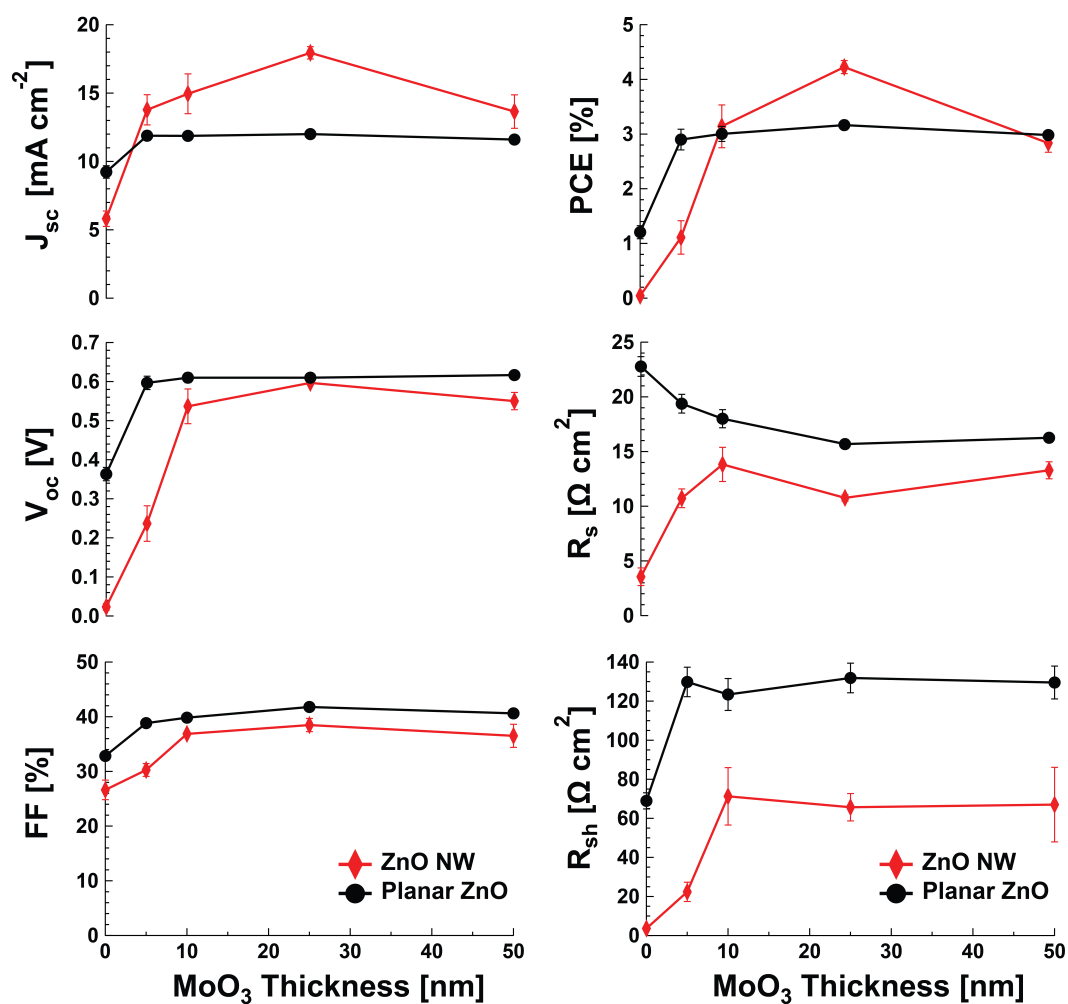 20
15
10
5
0
J_sc [mA cm^-2]
5
4
3
2
1
0
PCE [%]
0.7
0.6
0.5
0.4
0.3
0.2
0.1
0.0
V_oc [V]
25
20
15
10
5
0
R_s [Ω cm^2]
50
40
30
20
10
0
FF [%]
ZnO NW
Planar ZnO
0 10 20 30 40 50
MoO_3 Thickness [nm]
140
120
100
80
60
40
20
0
R_sh [Ω cm^2]
ZnO NW
Planar ZnO
0 10 20 30 40 50
MoO_3 Thickness [nm]